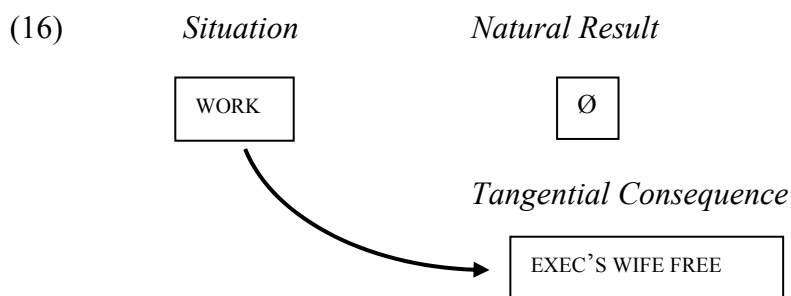 (16) Situation Natural Result
WORK Ø
Tangential Consequence
EXEC’S WIFE FREE